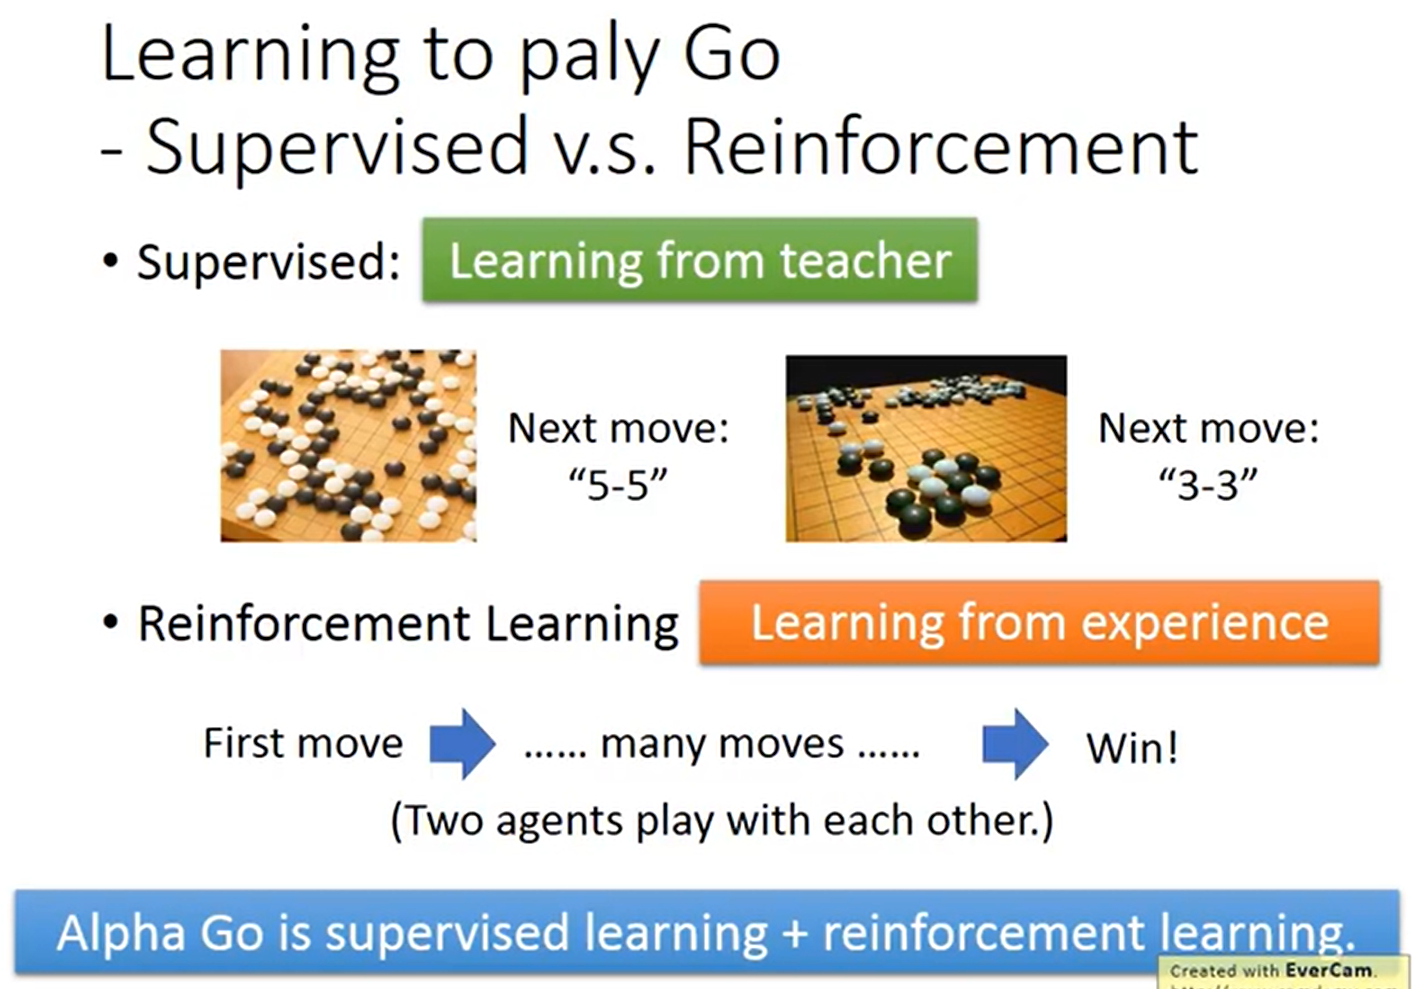 Learning to paly Go
- Supervised v.s. Reinforcement
• Supervised: Learning from teacher
Next move:
“5-5”
Next move:
“3-3”
• Reinforcement Learning Learning from experience
First move ...... many moves ...... Win!
(Two agents play with each other.)
Alpha Go is supervised learning + reinforcement learning.
Created with EverCam.